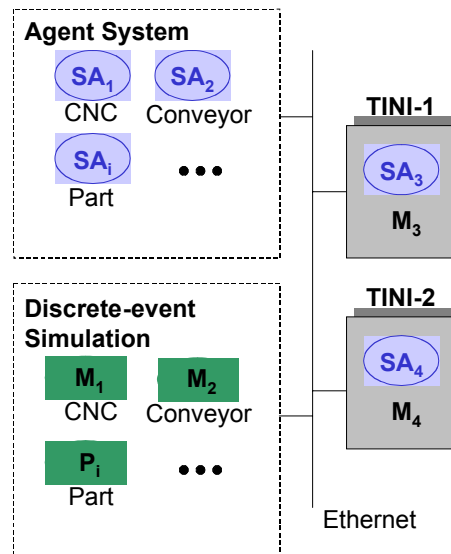 Agent System
SA₁ SA₂
CNC Conveyor
SAᵢ
Part
TINI-1
SA₃
M₃
Discrete-event
Simulation
M₁ M₂
CNC Conveyor
Pᵢ
Part
TINI-2
SA₄
M₄
Ethernet